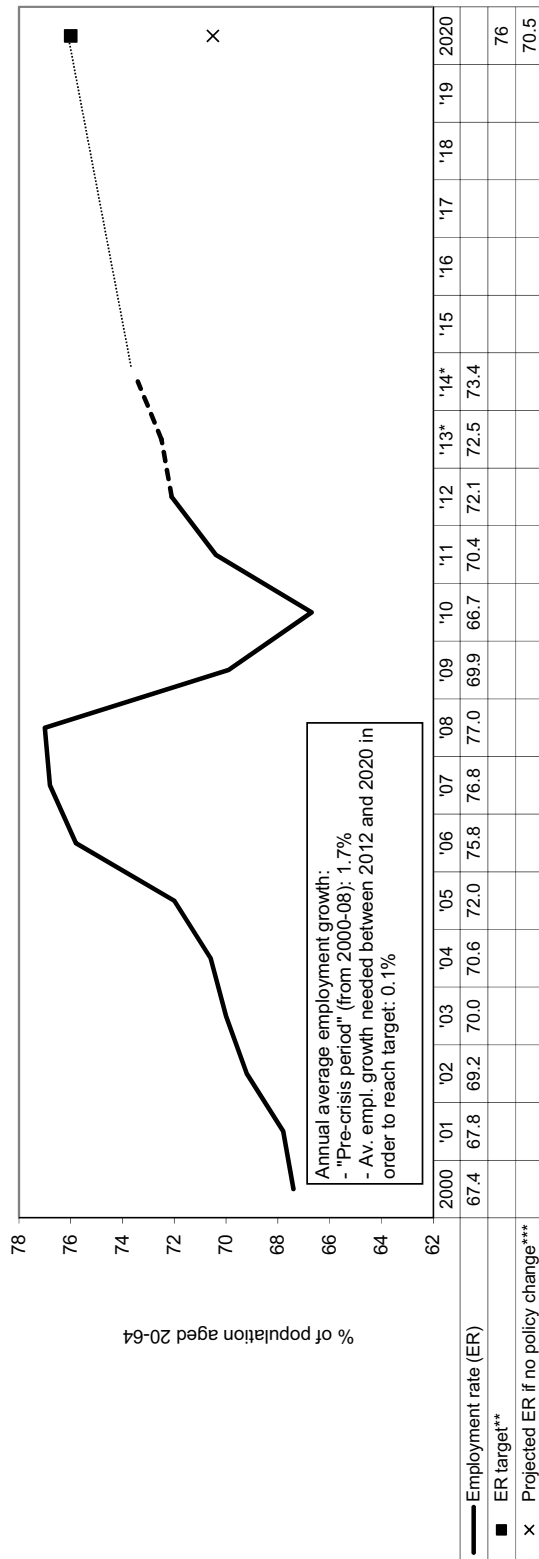 % of population aged 20-64
78
76
74
72
70
68
66
64
62
Annual average employment growth:
- "Pre-crisis period" (from 2000-08): 1.7%
- Av. empl. growth needed between 2012 and 2020 in
order to reach target: 0.1%
2000 '01 '02 '03 '04 '05 '06 '07 '08 '09 '10 '11 '12 '13* '14* '15 '16 '17 '18 '19 2020
Employment rate (ER) 67.4 67.8 69.2 70.0 70.6 72.0 75.8 76.8 77.0 69.9 66.7 70.4 72.1 72.5 73.4
ER target** 76
Projected ER if no policy change*** 70.5